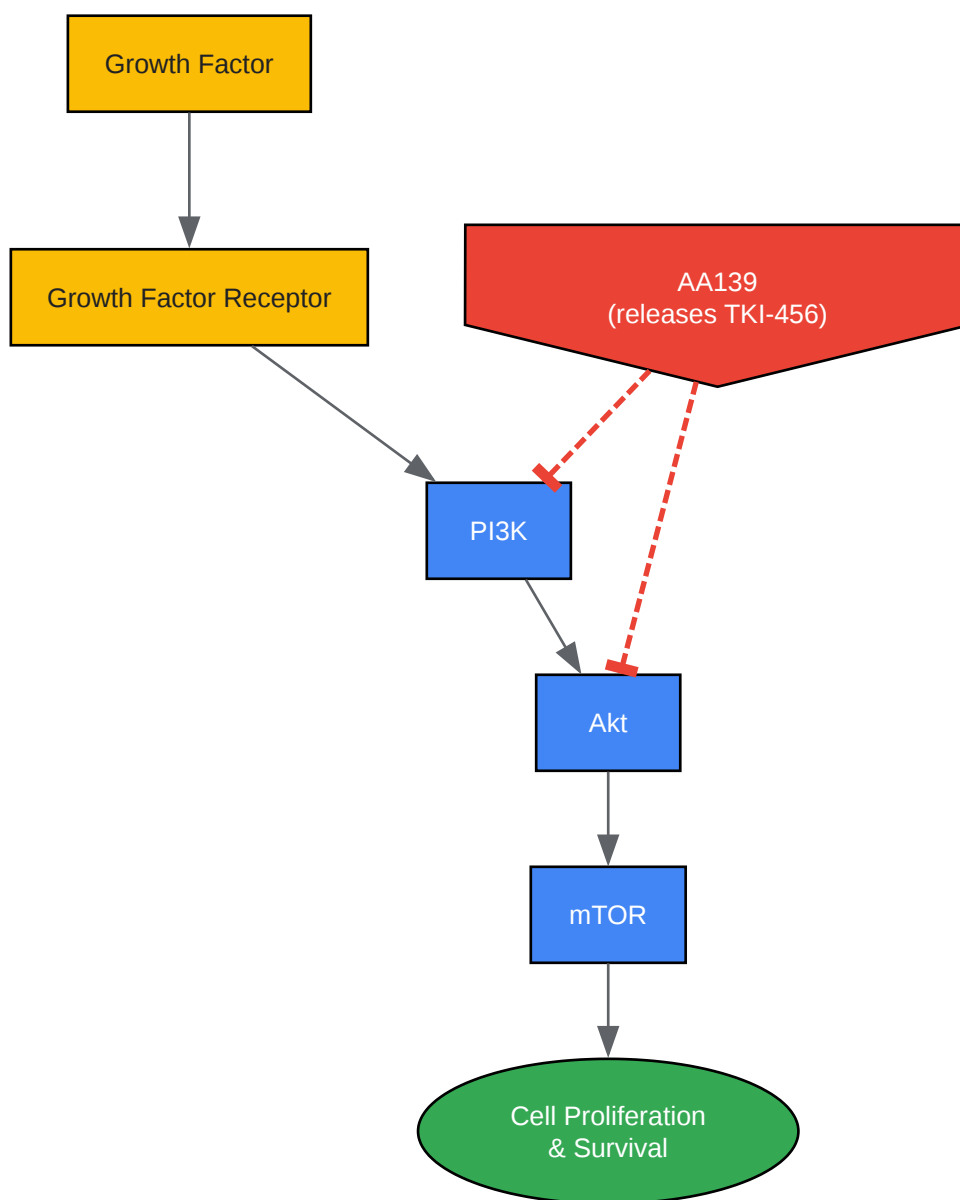 Growth Factor
Growth Factor Receptor
AA139
(releases TKI-456)
PI3K
Akt
mTOR
Cell Proliferation
& Survival